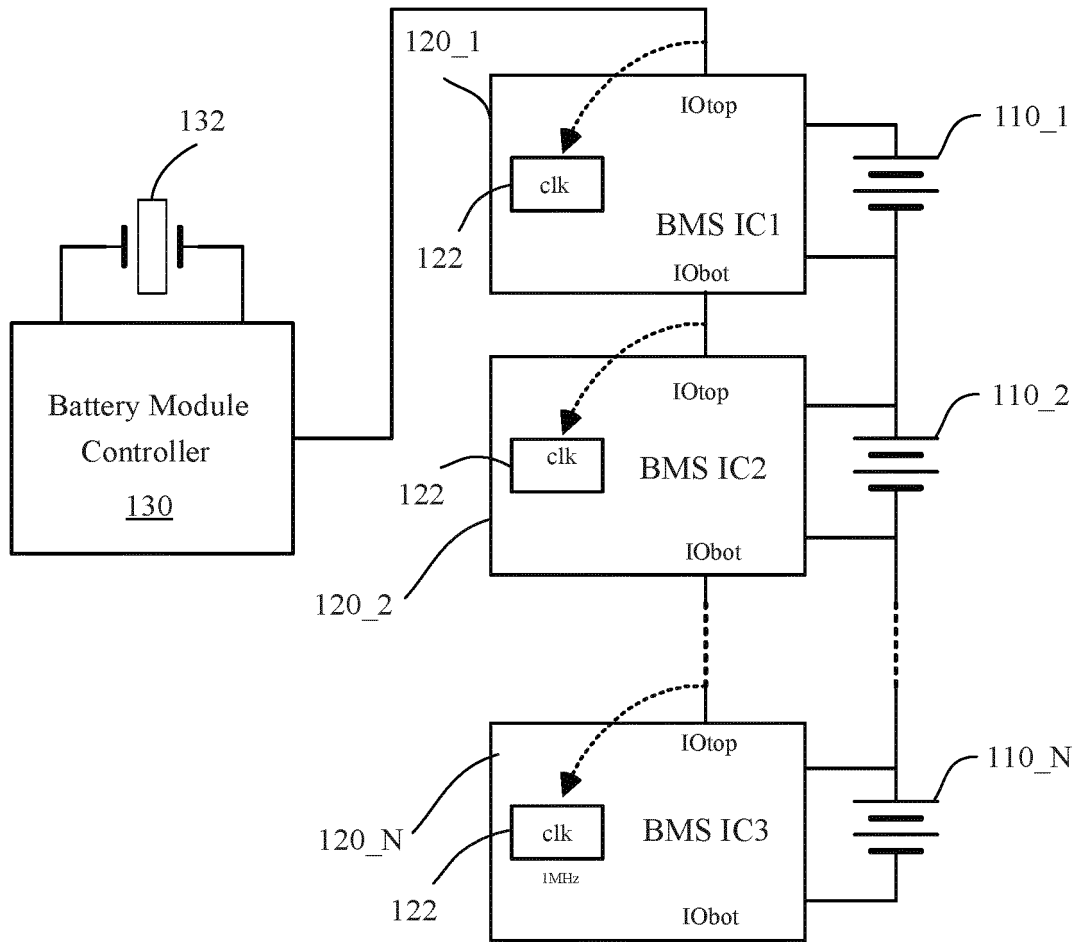 120_1
IOtop
110_1
132
clk
BMS IC1
122
IObot
Battery Module
Controller
130
IOtop
110_2
clk
BMS IC2
122
IObot
120_2
IOtop
110_N
clk
BMS IC3
120_N
1MHz
122
IObot